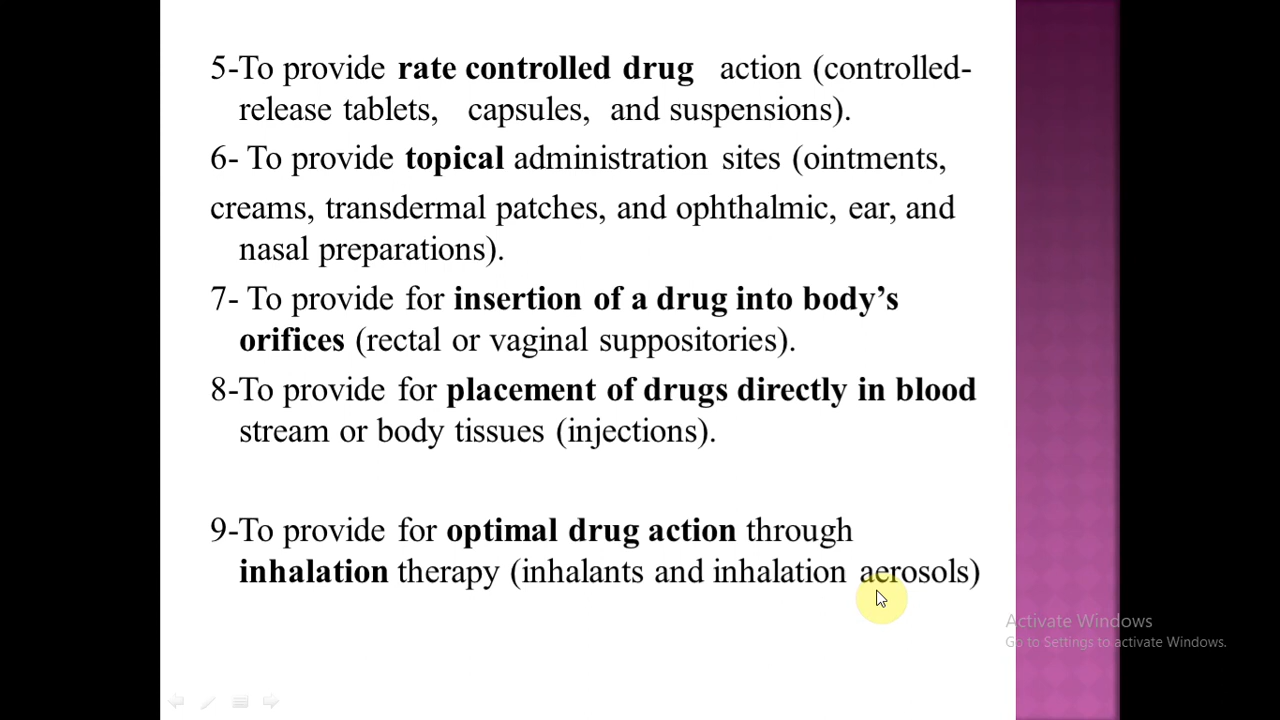 5-To provide rate controlled drug action (controlled-
release tablets, capsules, and suspensions).
6- To provide topical administration sites (ointments,
creams, transdermal patches, and ophthalmic, ear, and
nasal preparations).
7- To provide for insertion of a drug into body’s
orifices (rectal or vaginal suppositories).
8-To provide for placement of drugs directly in blood
stream or body tissues (injections).
9-To provide for optimal drug action through
inhalation therapy (inhalants and inhalation aerosols)
Activate Windows
Go to Settings to activate Windows.